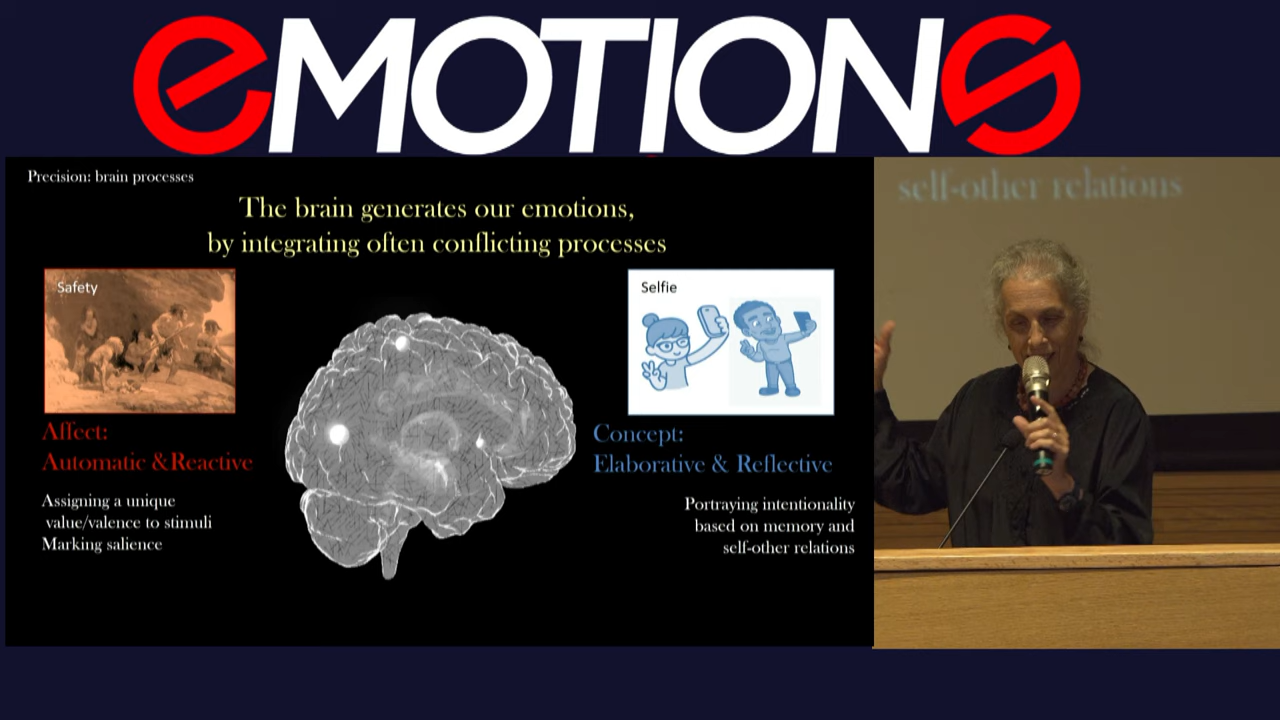 eMOTIONS
Precision: brain processes
The brain generates our emotions,
by integrating often conflicting processes
Safety
Affect:
Automatic &Reactive
Assigning a unique
value/valence to stimuli
Marking salience
Selfie
Concept:
Elaborative & Reflective
Portraying intentionality
based on memory and
self-other relations
self-other relations